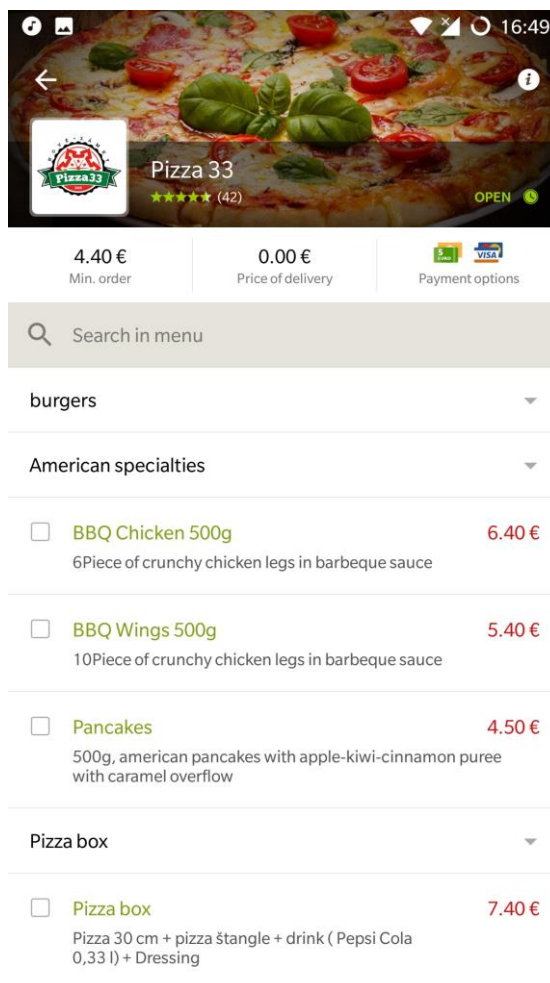 16:49
Pizza33
Pizza 33
(42)
OPEN
4.40 €
Min. order
0.00 €
Price of delivery
VISA
Payment options
Search in menu
burgers
American specialties
BBQ Chicken 500g
6.40 €
6Piece of crunchy chicken legs in barbeque sauce
BBQ Wings 500g
5.40 €
10Piece of crunchy chicken legs in barbeque sauce
Pancakes
4.50 €
500g, american pancakes with apple-kiwi-cinnamon puree
with caramel overflow
Pizza box
Pizza box
7.40 €
Pizza 30 cm + pizza štangle + drink ( Pepsi Cola
0,33 l) + Dressing